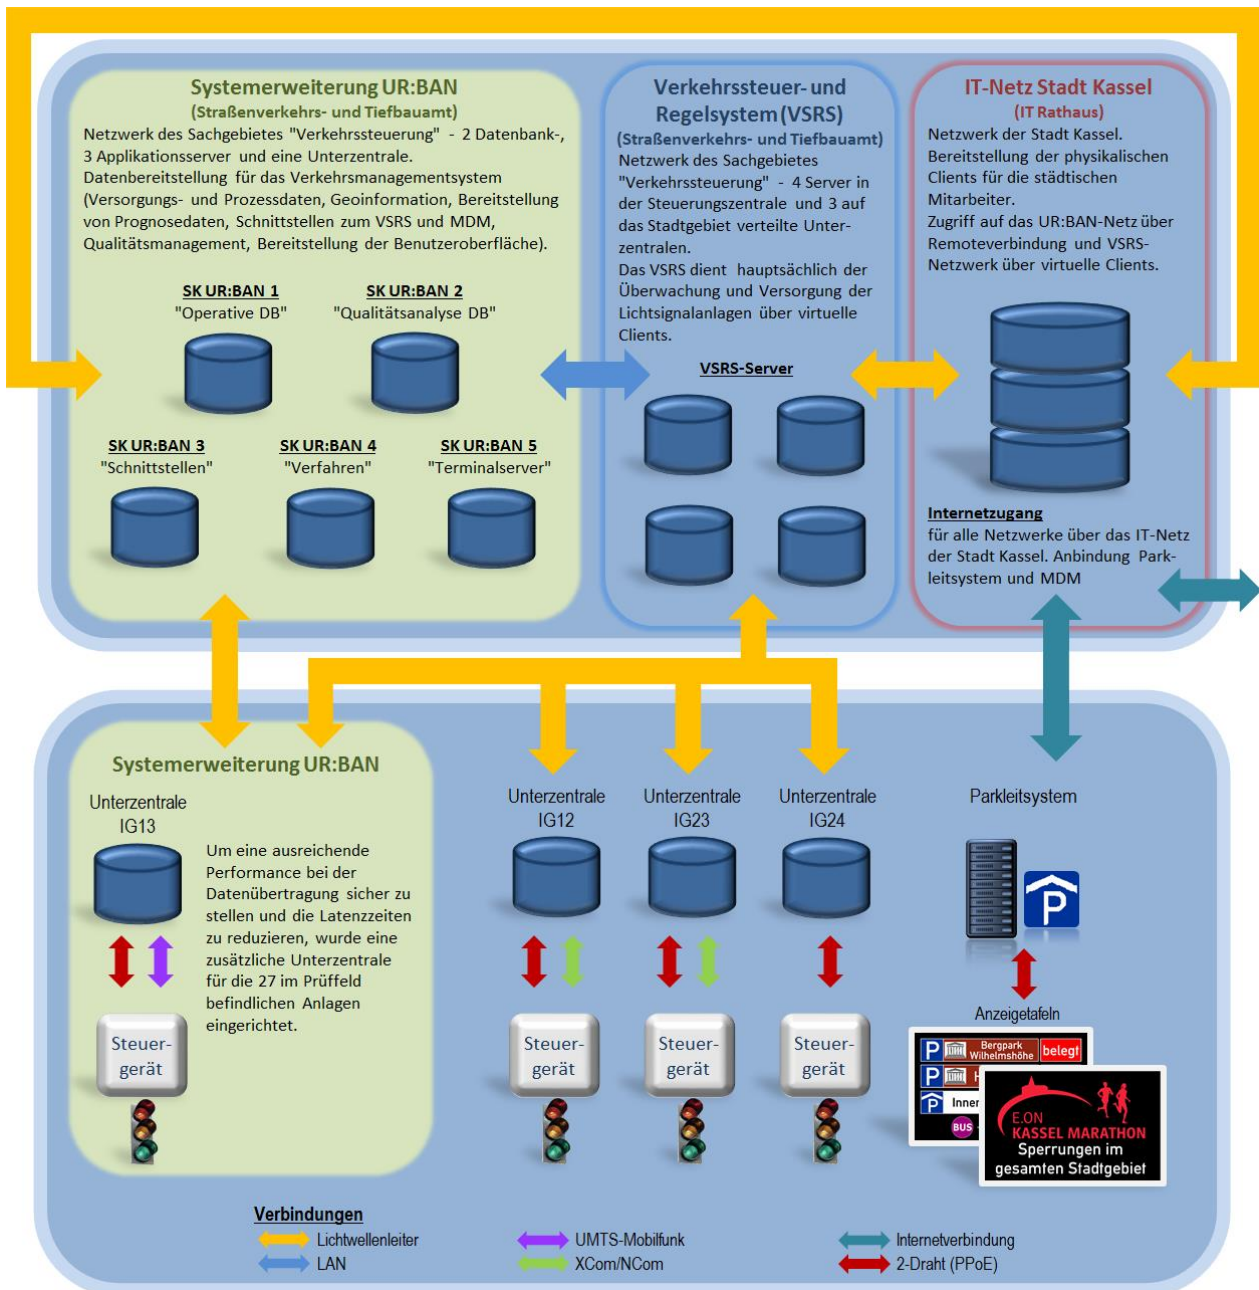 Systemerweiterung UR:BAN
(Straßenverkehrs- und Tiefbauamt)
Netzwerk des Sachgebietes "Verkehrssteuerung" - 2 Datenbank-,
3 Applikationsserver und eine Unterzentrale.
Datenbereitstellung für das Verkehrsmanagementsystem
(Versorgungs- und Prozessdaten, Geoinformation, Bereitstellung
von Prognosedaten, Schnittstellen zum VSRS und MDM,
Qualitätsmanagement, Bereitstellung der Benutzeroberfläche).
SK UR:BAN 1
"Operative DB"
SK UR:BAN 2
"Qualitätsanalyse DB"
SK UR:BAN 3
"Schnittstellen"
SK UR:BAN 4
"Verfahren"
SK UR:BAN 5
"Terminalserver"
Verkehrssteuer- und
Regelsystem (VSRS)
(Straßenverkehrs- und Tiefbauamt)
Netzwerk des Sachgebietes
"Verkehrssteuerung" - 4 Server in
der Steuerungszentrale und 3 auf
das Stadtgebiet verteilte Unter-
zentralen.
Das VSRS dient hauptsächlich der
Überwachung und Versorgung der
Lichtsignalanlagen über virtuelle
Clients.
VSRS-Server
IT-Netz Stadt Kassel
(IT Rathaus)
Netzwerk der Stadt Kassel.
Bereitstellung der physikalischen
Clients für die städtischen
Mitarbeiter.
Zugriff auf das UR:BAN-Netz über
Remoteverbindung und VSRS-
Netzwerk über virtuelle Clients.
Internetzugang
für alle Netzwerke über das IT-Netz
der Stadt Kassel. Anbindung Park-
leitsystem und MDM
Systemerweiterung UR:BAN
Unterzentrale
IG13
Um eine ausreichende
Performance bei der
Datenübertragung sicher zu
stellen und die Latenzzeiten
zu reduzieren, wurde eine
zusätzliche Unterzentrale
für die 27 im Prüffeld
befindlichen Anlagen
eingerichtet.
Steuer-
gerät
Unterzentrale
IG12
Steuer-
gerät
Unterzentrale
IG23
Steuer-
gerät
Unterzentrale
IG24
Steuer-
gerät
Parkleitsystem
P
Anzeigetafeln
P Bergpark
Wilhelmshöhe belegt
P H
P Inner
BUS
E.ON
KASSEL MARATHON
Sperrungen im
gesamten Stadtgebiet
Verbindungen
Lichtwellenleiter
LAN
UMTS-Mobilfunk
XCom/NCom
Internetverbindung
2-Draht (PPoE)